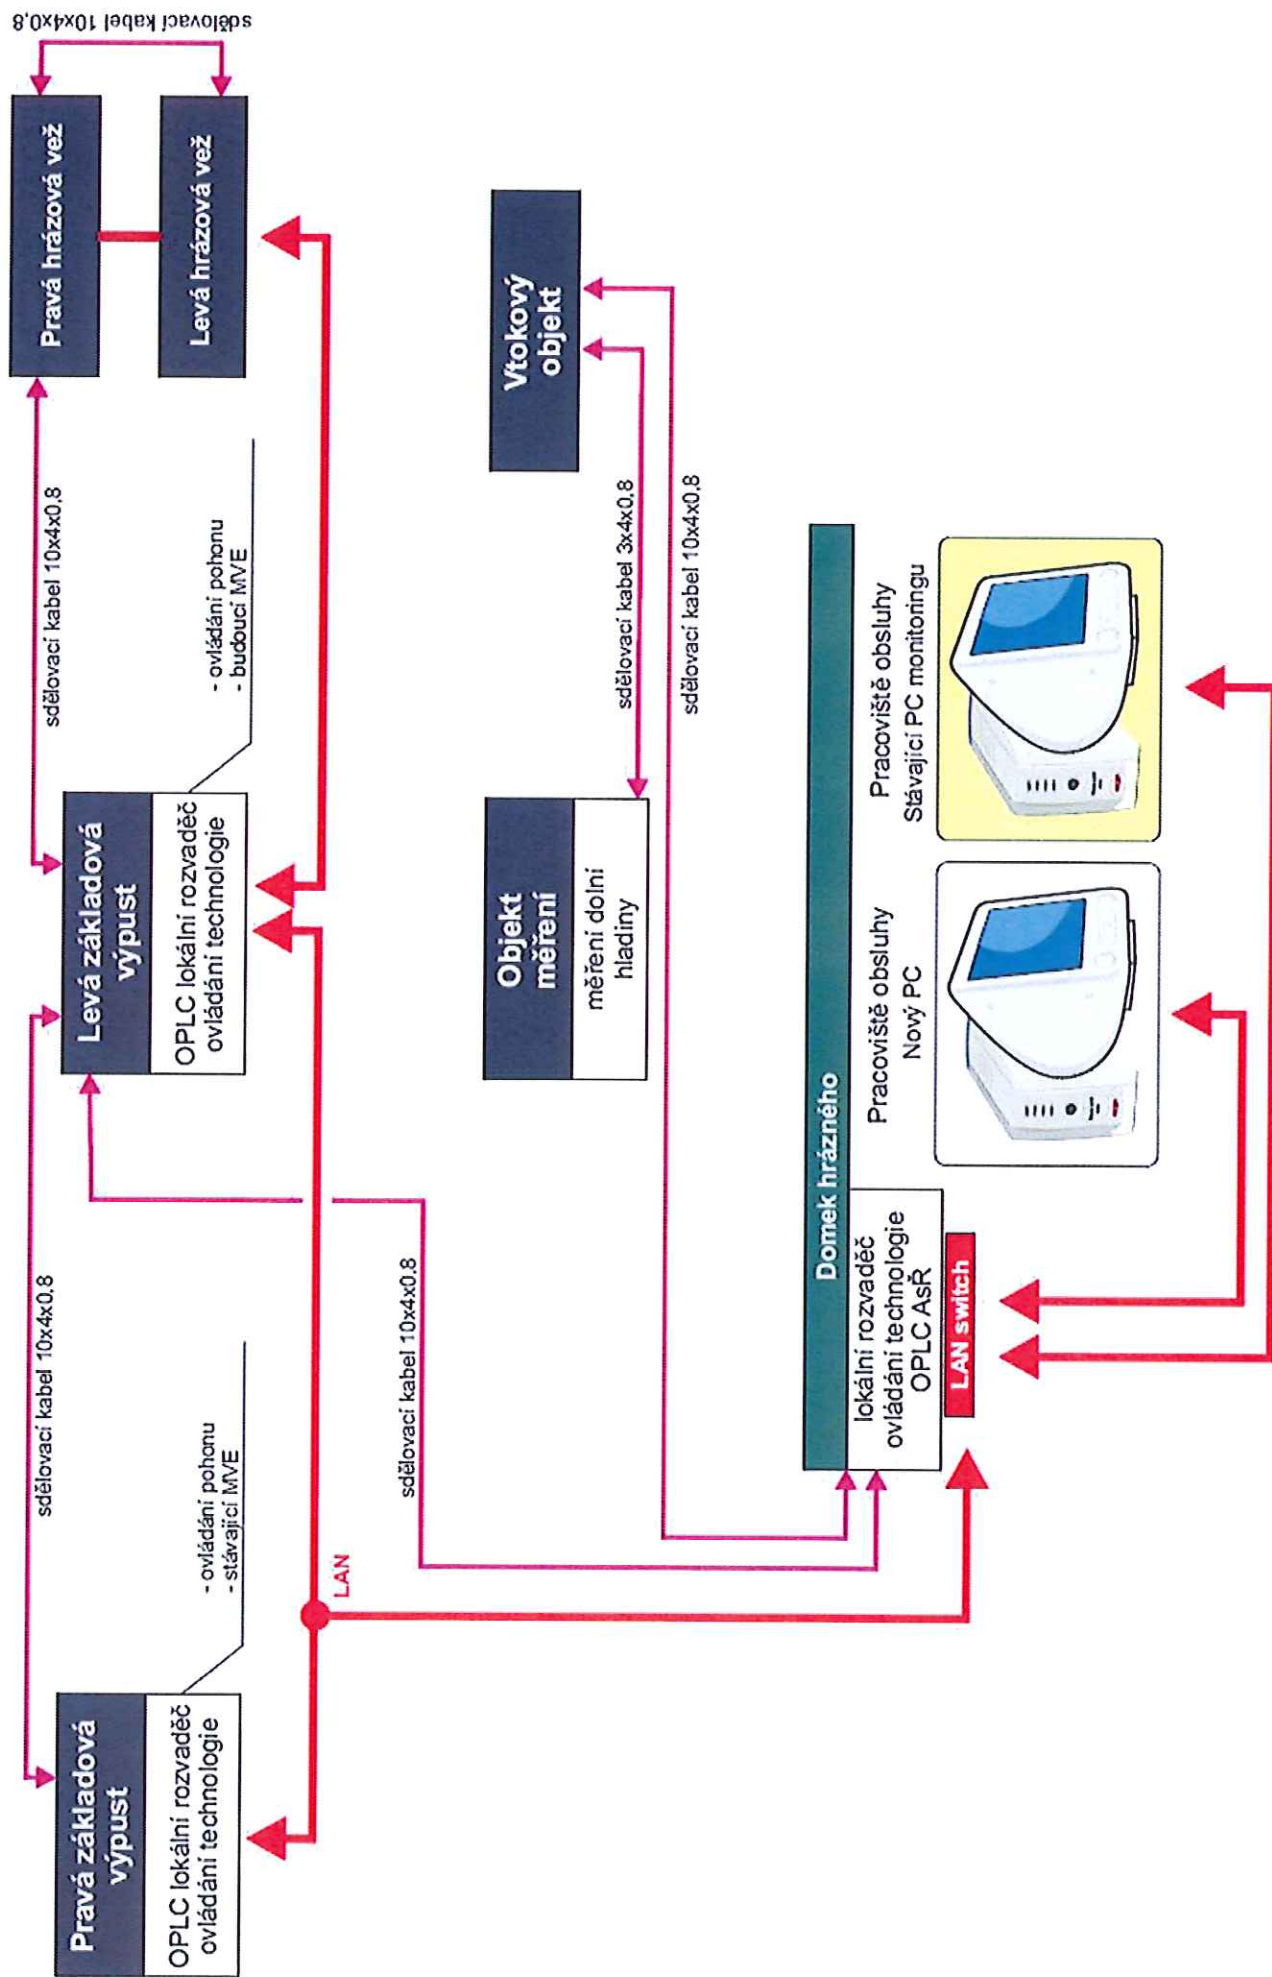 Pravá základová
výpust
OPLC lokální rozvaděč
ovládání technologie
- ovládání pohonu
- stávající MVE
sdělovací kabel 10x4x0,8
Levá základová
výpust
OPLC lokální rozvaděč
ovládání technologie
- ovládání pohonu
- budoucí MVE
sdělovací kabel 10x4x0,8
Pravá hrázová vež
Levá hrázová vež
sdělovací kabel 10x4x0,8
LAN
sdělovací kabel 10x4x0,8
Objekt
měření
měření dolní
hladiny
Vtokový
objekt
sdělovací kabel 3x4x0,8
sdělovací kabel 10x4x0,8
Domek hrázného
lokální rozvaděč
ovládání technologie
OPLC AsŘ
LAN switch
Pracoviště obsluhy
Nový PC
Pracoviště obsluhy
Stávající PC monitoringu